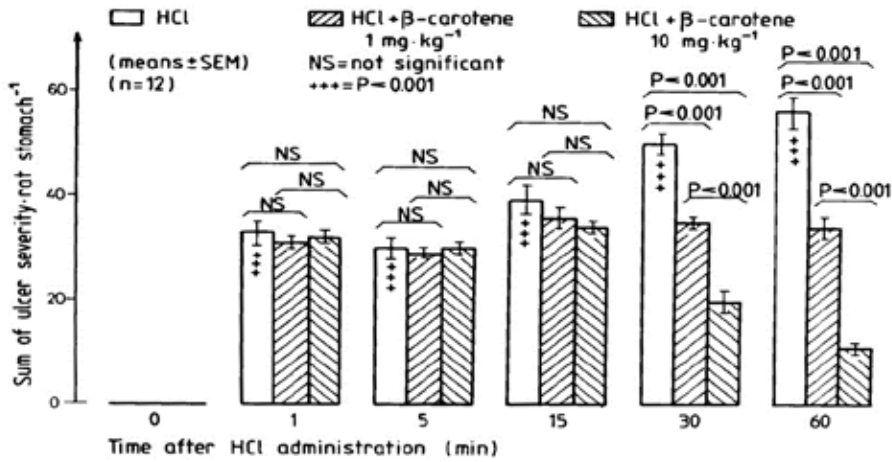 HCl
HCl + β-carotene
1 mg·kg⁻¹
HCl + β-carotene
10 mg·kg⁻¹
(means ± SEM)
(n=12)
NS = not significant
+++ = P < 0.001
Sum of ulcer severity·rat stomach⁻¹
60
40
20
0
NS
NS
NS
+++
NS
NS
NS
+++
NS
NS
NS
+++
P < 0.001
P < 0.001
P < 0.001
+++
P < 0.001
P < 0.001
P < 0.001
+++
0 1 5 15 30 60
Time after HCl administration (min)